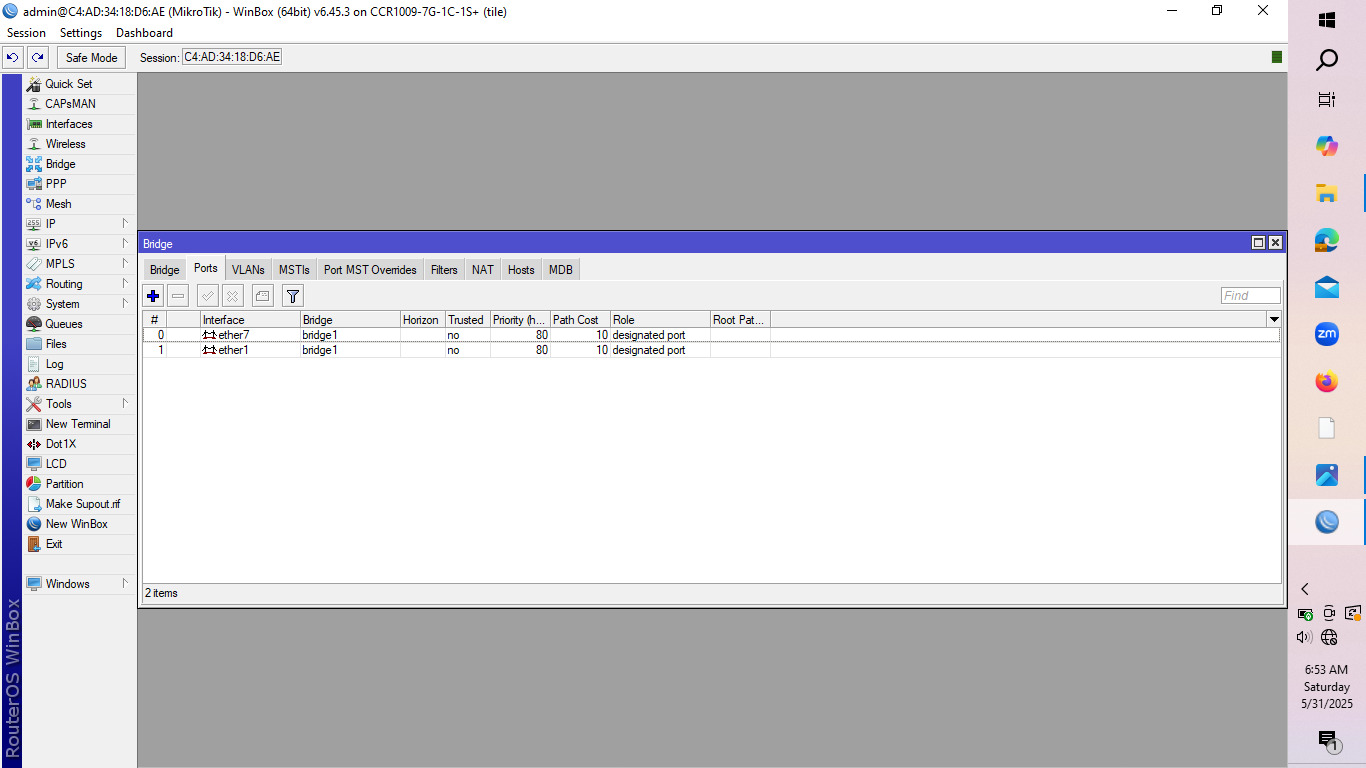 admin@C4:AD:34:18:D6:AE (MikroTik) - WinBox (64bit) v6.45.3 on CCR1009-7G-1C-1S+ (tile)
Session Settings Dashboard
Safe Mode Session: C4:AD:34:18:D6:AE
Quick Set
CAPsMAN
Interfaces
Wireless
Bridge
PPP
Mesh
IP
IPv6
MPLS
Routing
System
Queues
Files
Log
RADIUS
Tools
New Terminal
Dot1X
LCD
Partition
Make Supout.rif
New WinBox
Exit
Windows
RouterOS WinBox
Bridge
Bridge Ports VLANs MSTIs Port MST Overrides Filters NAT Hosts MDB
Find
# Interface Bridge Horizon Trusted Priority (h... Path Cost Role Root Pat...
0 ether7 bridge1 no 80 10 designated port
1 ether1 bridge1 no 80 10 designated port
2 items
zm
6:53 AM
Saturday
5/31/2025
1